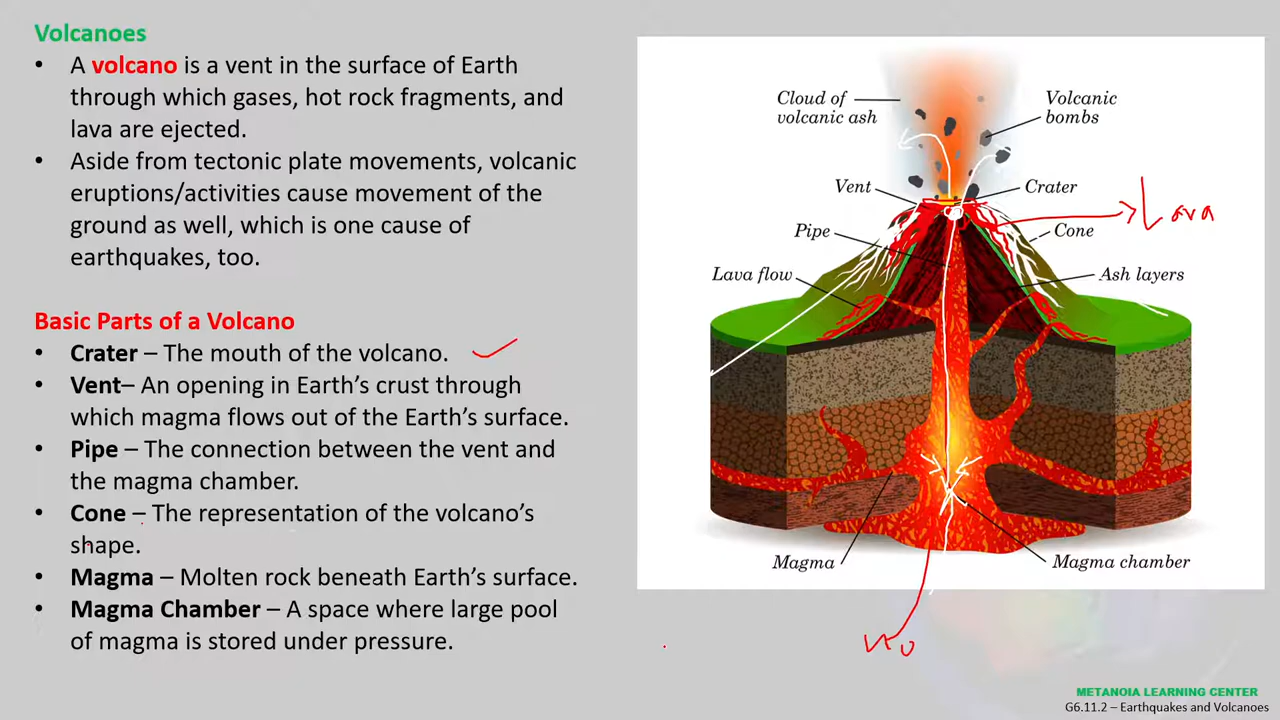 Volcanoes
• A volcano is a vent in the surface of Earth
through which gases, hot rock fragments, and
lava are ejected.
• Aside from tectonic plate movements, volcanic
eruptions/activities cause movement of the
ground as well, which is one cause of
earthquakes, too.
Basic Parts of a Volcano
• Crater – The mouth of the volcano.
• Vent– An opening in Earth’s crust through
which magma flows out of the Earth’s surface.
• Pipe – The connection between the vent and
the magma chamber.
• Cone – The representation of the volcano’s
shape.
• Magma – Molten rock beneath Earth’s surface.
• Magma Chamber – A space where large pool
of magma is stored under pressure.
Cloud of
volcanic ash
Volcanic
bombs
Vent
Crater
Lava
Pipe
Cone
Lava flow
Ash layers
Magma
Magma chamber
METANOIA LEARNING CENTER
G6.11.2 – Earthquakes and Volcanoes